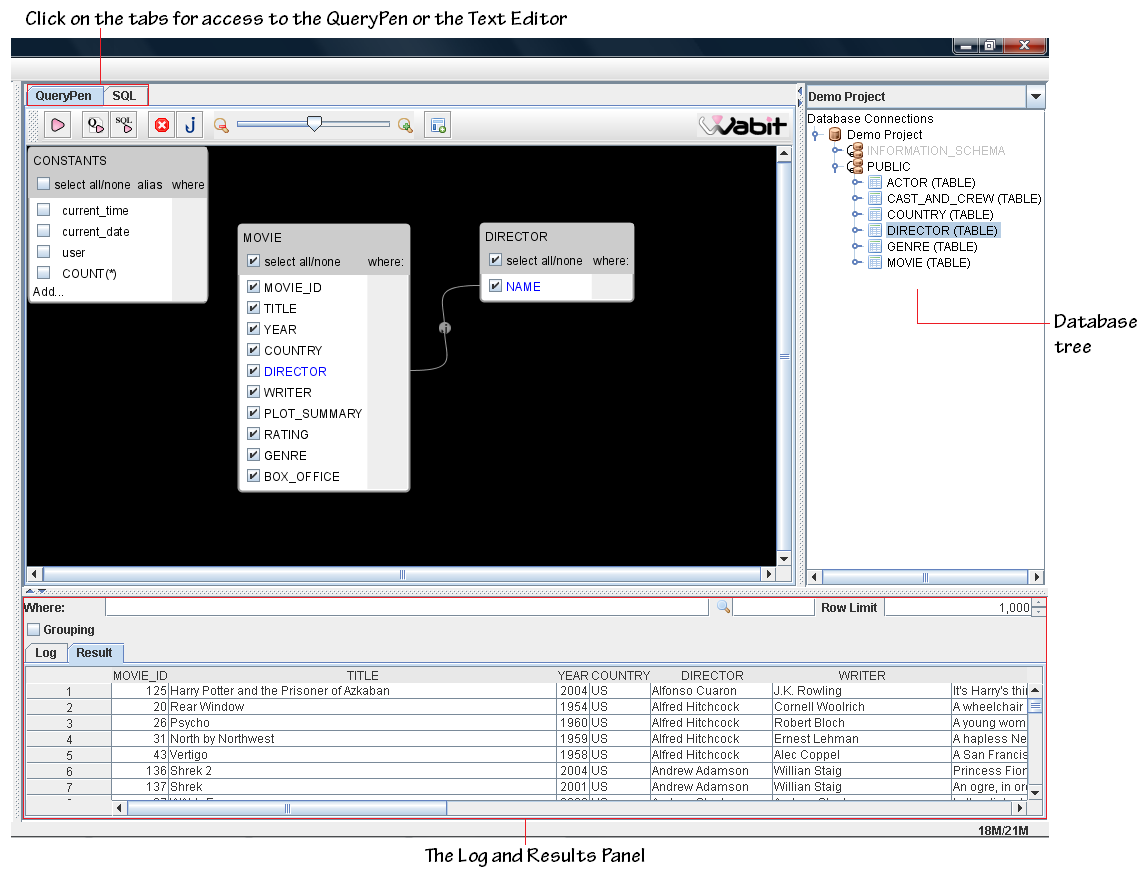 Click on the tabs for access to the QueryPen or the Text Editor
QueryPen SQL
Q SQL j
Wabit
CONSTANTS
select all/none alias where
current_time
current_date
user
COUNT(*)
Add...
MOVIE
select all/none where:
MOVIE_ID
TITLE
YEAR
COUNTRY
DIRECTOR
WRITER
PLOT_SUMMARY
RATING
GENRE
BOX_OFFICE
DIRECTOR
select all/none where:
NAME
Demo Project
Database Connections
Demo Project
INFORMATION_SCHEMA
PUBLIC
ACTOR (TABLE)
CAST_AND_CREW (TABLE)
COUNTRY (TABLE)
DIRECTOR (TABLE)
GENRE (TABLE)
MOVIE (TABLE)
Database
tree
Where: Row Limit 1,000
Grouping
Log Result
MOVIE_ID TITLE YEAR COUNTRY DIRECTOR WRITER
1 125 Harry Potter and the Prisoner of Azkaban 2004 US Alfonso Cuaron J.K. Rowling It's Harry's thi
2 20 Rear Window 1954 US Alfred Hitchcock Cornell Woolrich A wheelchair
3 26 Psycho 1960 US Alfred Hitchcock Robert Bloch A young wom
4 31 North by Northwest 1959 US Alfred Hitchcock Ernest Lehman A hapless Ne
5 43 Vertigo 1958 US Alfred Hitchcock Alec Coppel A San Francis
6 136 Shrek 2 2004 US Andrew Adamson Willian Staig Princess Fior
7 137 Shrek 2001 US Andrew Adamson Willian Staig An ogre, in or
18M/21M
The Log and Results Panel